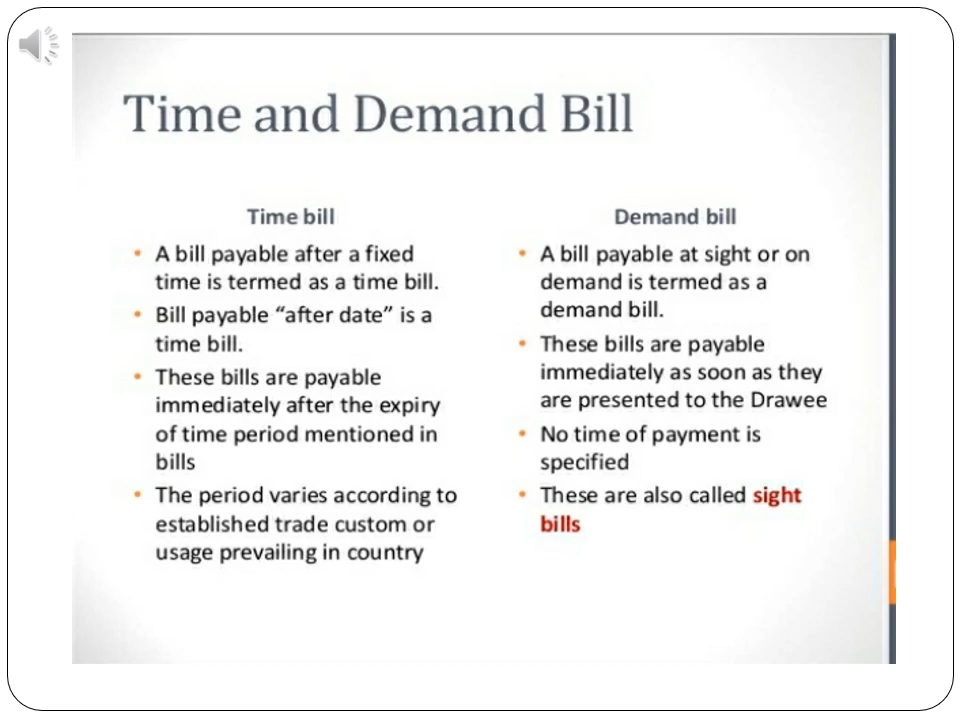 Time and Demand Bill
Time bill
• A bill payable after a fixed
time is termed as a time bill.
• Bill payable “after date” is a
time bill.
• These bills are payable
immediately after the expiry
of time period mentioned in
bills
• The period varies according to
established trade custom or
usage prevailing in country
Demand bill
• A bill payable at sight or on
demand is termed as a
demand bill.
• These bills are payable
immediately as soon as they
are presented to the Drawee
• No time of payment is
specified
• These are also called sight
bills